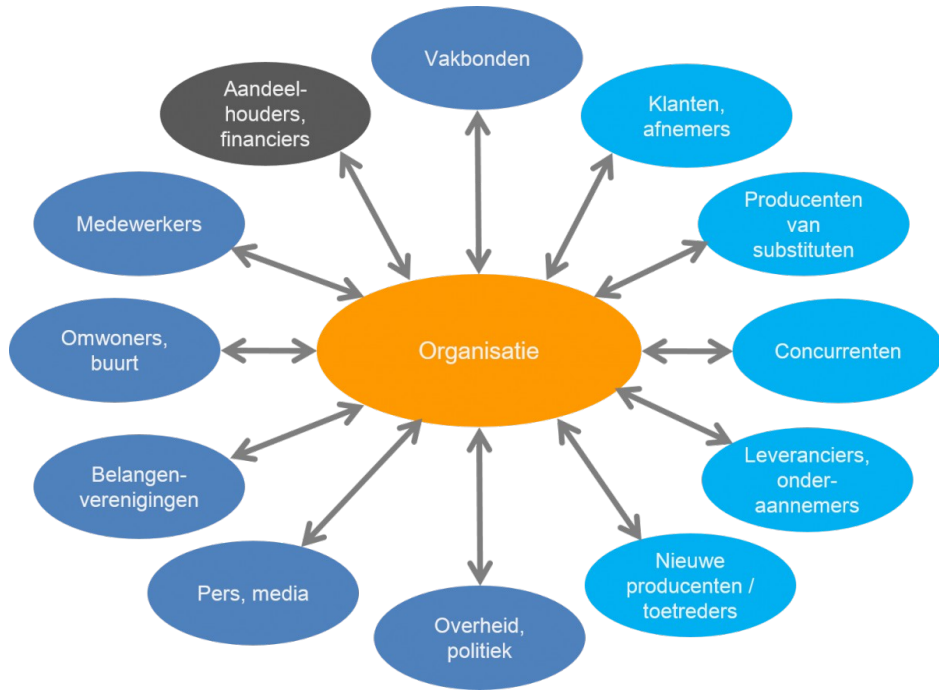 Vakbonden
Aandeel-
houders,
financiers
Klanten,
afnemers
Medewerkers
Producenten
van
substituten
Omwoners,
buurt
Organisatie
Concurrenten
Belangen-
verenigingen
Leveranciers,
onder-
aannemers
Pers, media
Nieuwe
producenten /
toetreders
Overheid,
politiek